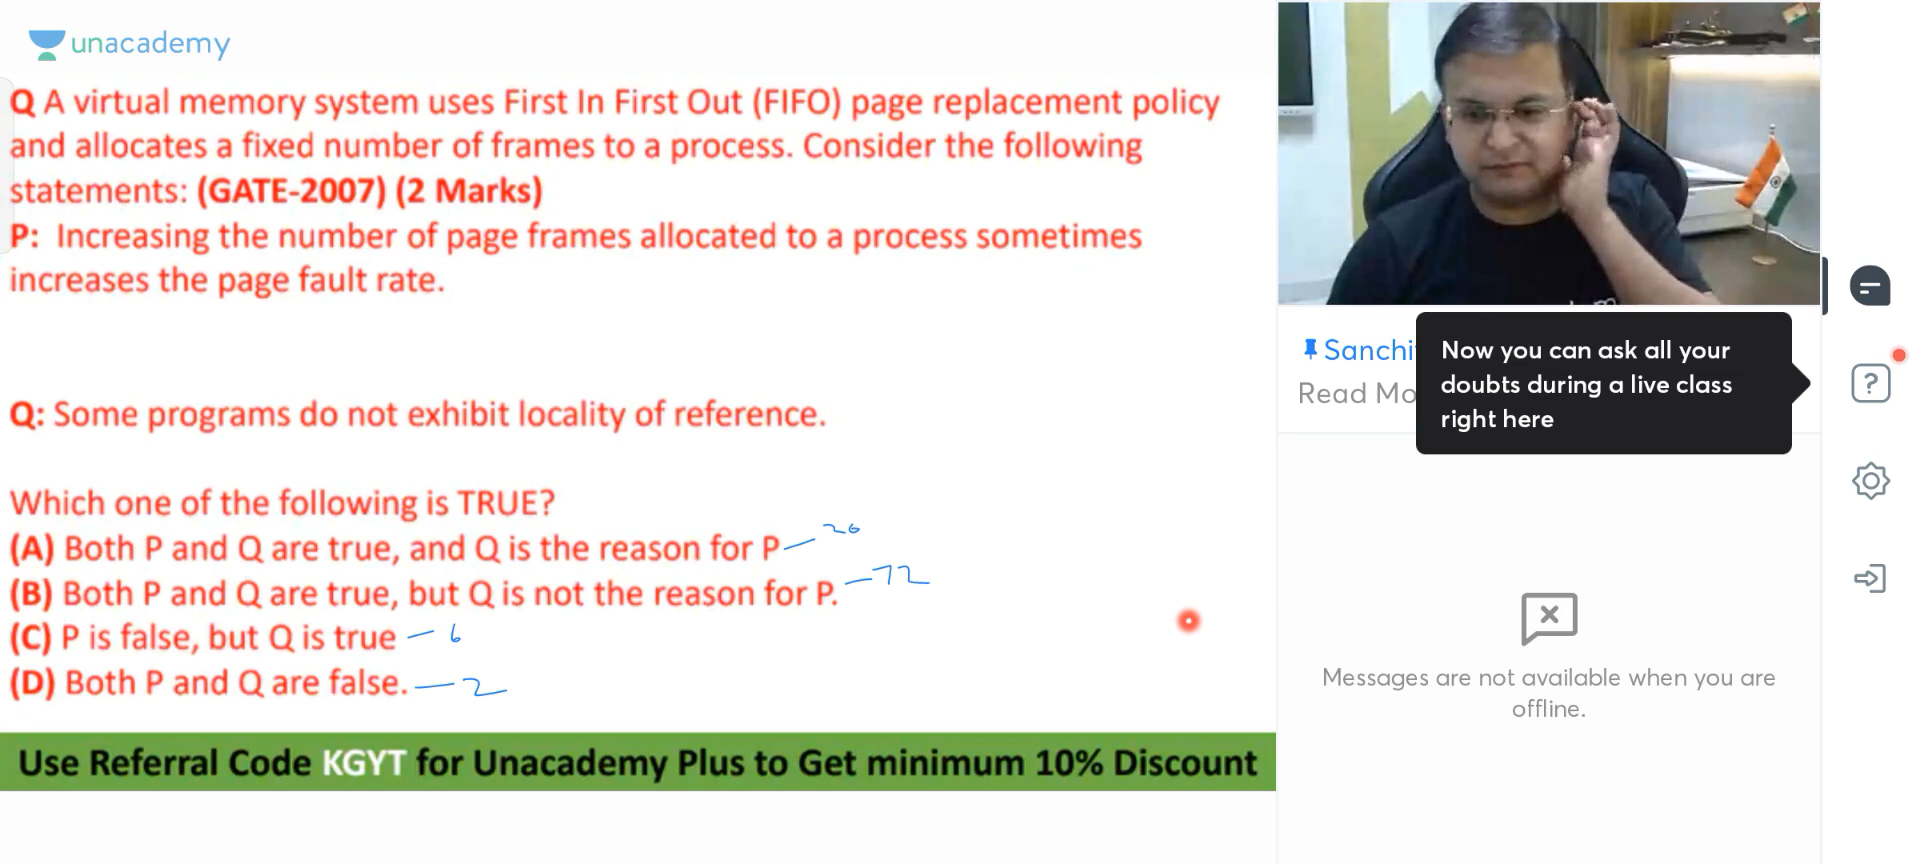 unacademy
Q A virtual memory system uses First In First Out (FIFO) page replacement policy
and allocates a fixed number of frames to a process. Consider the following
statements: (GATE-2007) (2 Marks)
P: Increasing the number of page frames allocated to a process sometimes
increases the page fault rate.
Q: Some programs do not exhibit locality of reference.
Which one of the following is TRUE?
(A) Both P and Q are true, and Q is the reason for P – 20
(B) Both P and Q are true, but Q is not the reason for P. – 72
(C) P is false, but Q is true – 6
(D) Both P and Q are false. – 2
Use Referral Code KGYT for Unacademy Plus to Get minimum 10% Discount
Sanchi
Read Mo
Now you can ask all your
doubts during a live class
right here
?
Messages are not available when you are
offline.